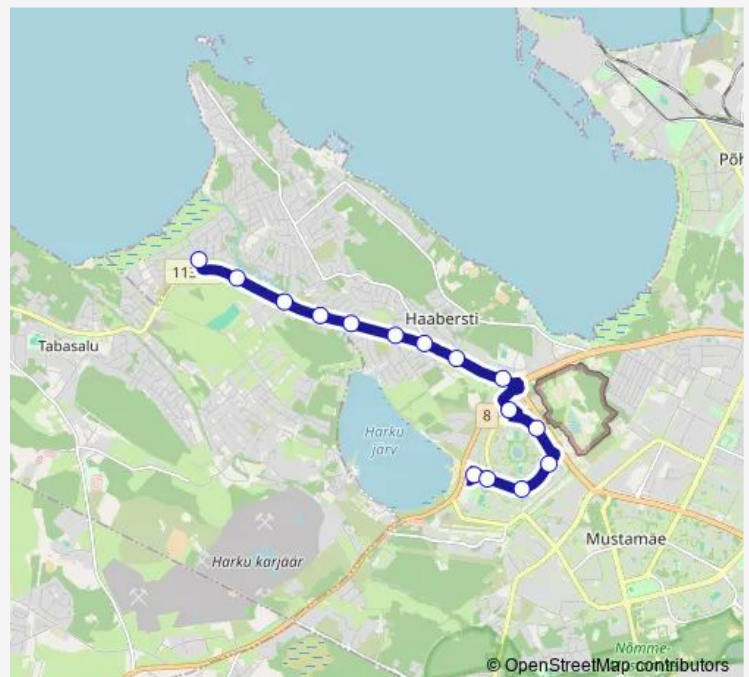 Põh
113
Haabersti
Tabasalu
8
Harku
järv
Mustamäe
Harku karjäär
Nõmme-
© OpenStreetMap contributors